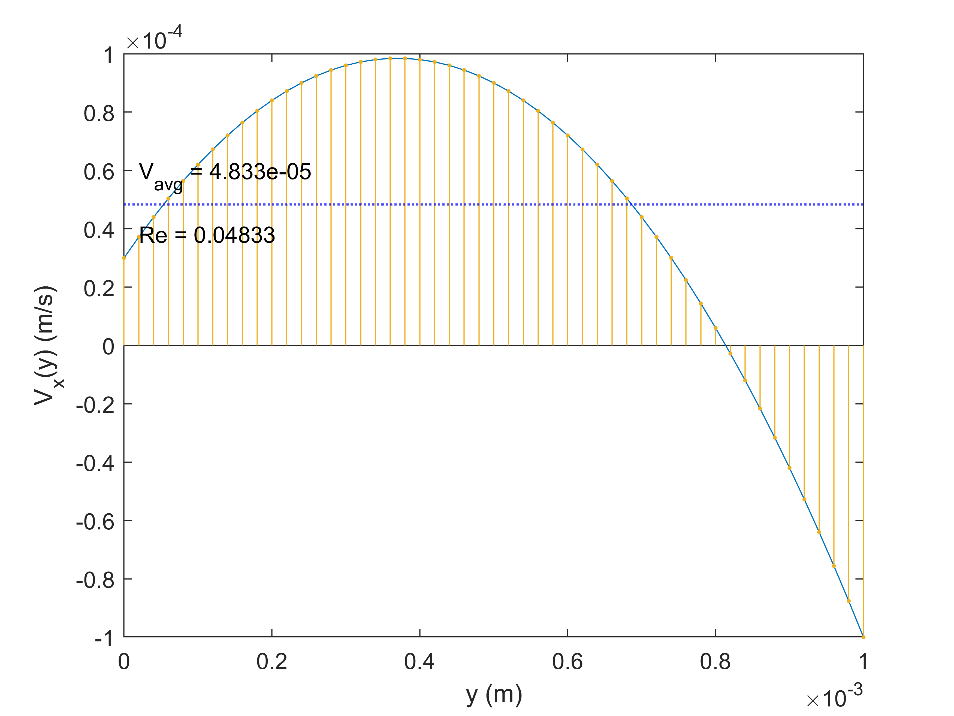 ×10^-4
1
0.8
0.6
0.4
0.2
0
-0.2
-0.4
-0.6
-0.8
-1
V_avg = 4.833e-05
Re = 0.04833
V_x(y) (m/s)
0 0.2 0.4 0.6 0.8 1
y (m)
×10^-3